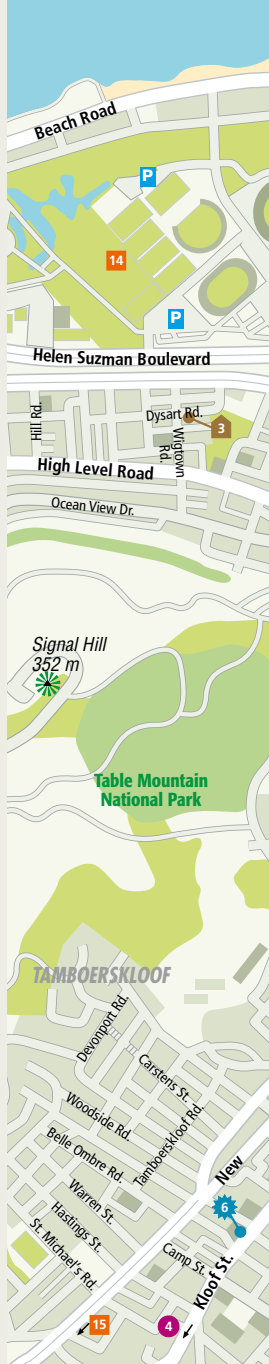 Beach Road
P
14
P
Helen Suzman Boulevard
Hill Rd.
Dysart Rd.
3
Wigtown
Rd.
High Level Road
Ocean View Dr.
Signal Hill
352 m
Table Mountain
National Park
TAMBOERSKLOOF
Devonport Rd.
Carstens St.
Woodside Rd.
Tamboerskloof Rd.
Belle Ombre Rd.
New
Warren St.
6
Hastings St.
St. Michael's Rd.
Camp St.
Kloof St.
15
4